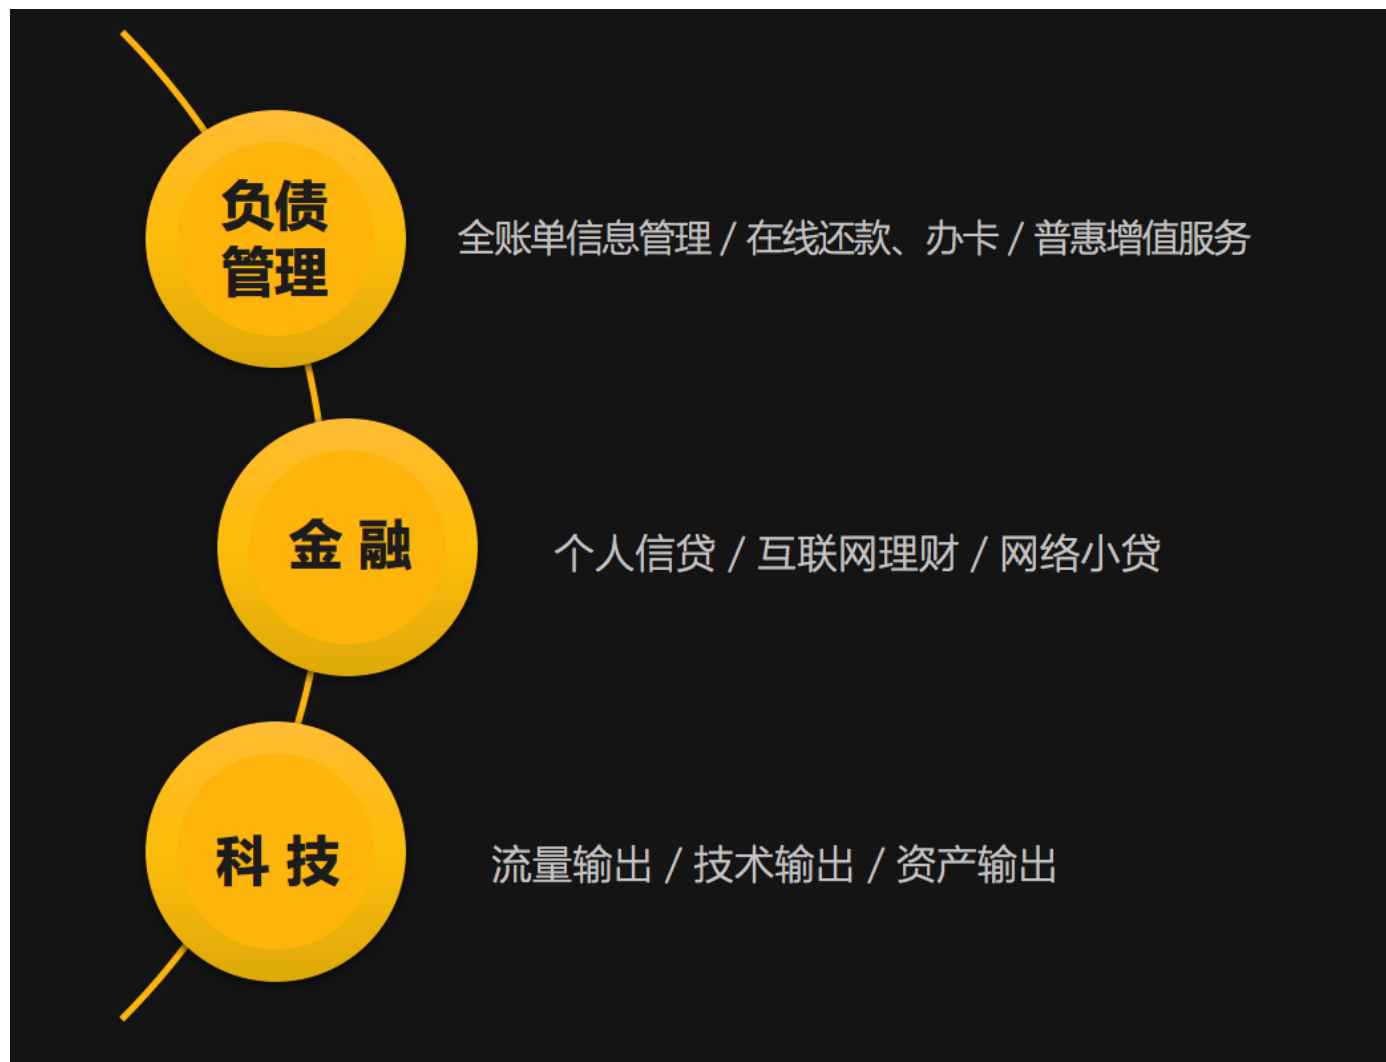 负债
管理
全账单信息管理 / 在线还款、办卡 / 普惠增值服务
金 融
个人信贷 / 互联网理财 / 网络小贷
科 技
流量输出 / 技术输出 / 资产输出